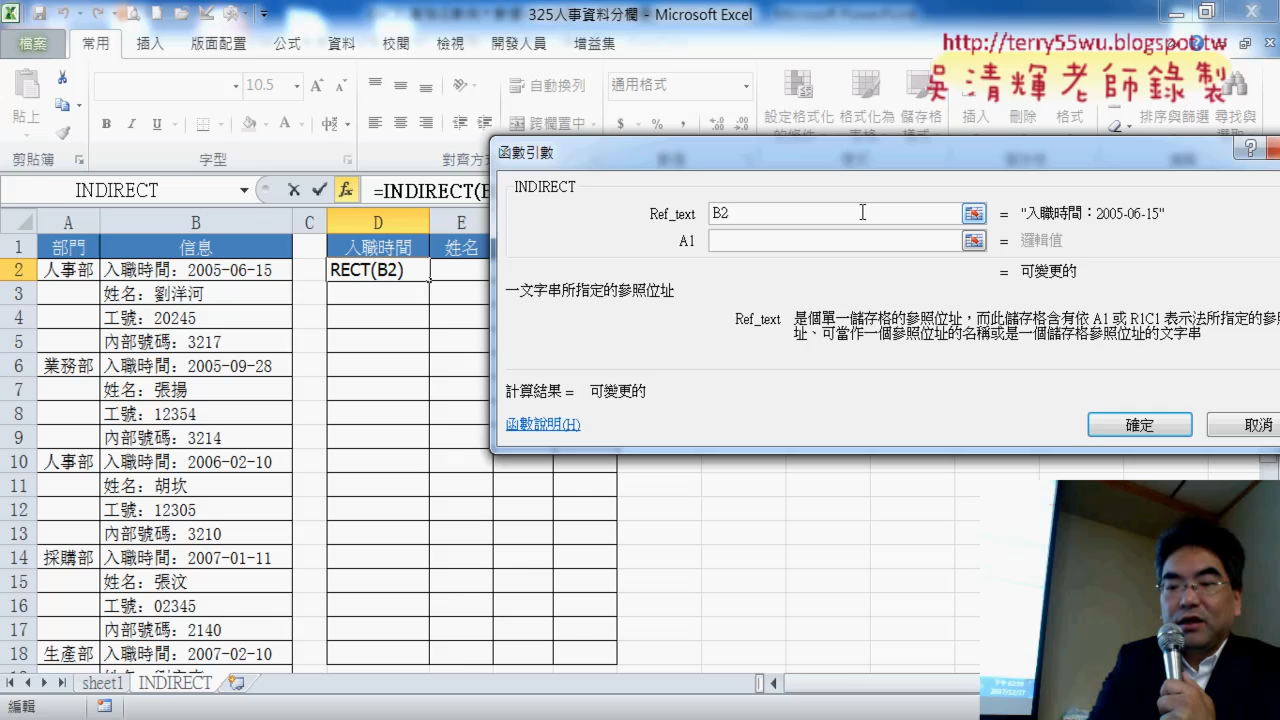 325人事資料分欄 - Microsoft Excel
檔案 常用 插入 版面配置 公式 資料 校閱 檢視 開發人員 增益集
http://terry55wu.blogspot.tw
吳清輝老師錄製
貼上 10.5 自動換列 通用格式
B I U 跨欄置中 $ % 設定格式化 格式化為 儲存格 插入 刪除 格式 排序與篩選 尋找與
剪貼簿 字型
INDIRECT =INDIRECT(
函數引數
INDIRECT
Ref_text B2 = "入職時間：2005-06-15"
A1 = 邏輯值
= 可變更的
一文字串所指定的參照位址
Ref_text 是個單一儲存格的參照位址，而此儲存格含有依 A1 或 R1C1 表示法所指定的參照
址、可當作一個參照位址的名稱或是一個儲存格參照位址的文字串
計算結果 = 可變更的
函數說明(H) 確定 取消
A B C D E
1 部門 信息 入職時間 姓名
2 人事部 入職時間: 2005-06-15 RECT(B2)
3 姓名: 劉洋河
4 工號: 20245
5 內部號碼: 3217
6 業務部 入職時間: 2005-09-28
7 姓名: 張揚
8 工號: 12354
9 內部號碼: 3214
10 人事部 入職時間: 2006-02-10
11 姓名: 胡坎
12 工號: 12305
13 內部號碼: 3210
14 採購部 入職時間: 2007-01-11
15 姓名: 張汶
16 工號: 02345
17 內部號碼: 2140
18 生產部 入職時間: 2007-02-10
sheet1 INDIRECT
編輯